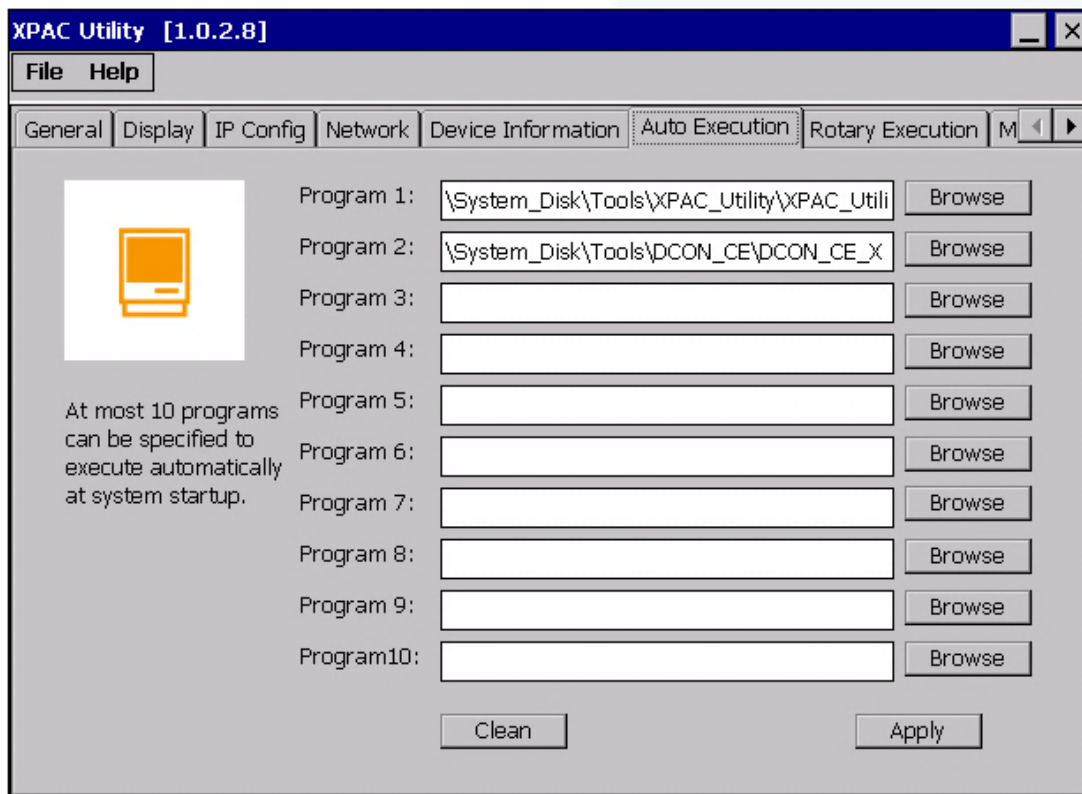 XPAC Utility [1.0.2.8]
File Help
General Display IP Config Network Device Information Auto Execution Rotary Execution M
Program 1: \System_Disk\Tools\XPAC_Utility\XPAC_Utili Browse
Program 2: \System_Disk\Tools\DCON_CE\DCON_CE_X Browse
Program 3: Browse
Program 4: Browse
At most 10 programs
can be specified to
execute automatically
at system startup.
Program 5: Browse
Program 6: Browse
Program 7: Browse
Program 8: Browse
Program 9: Browse
Program10: Browse
Clean Apply